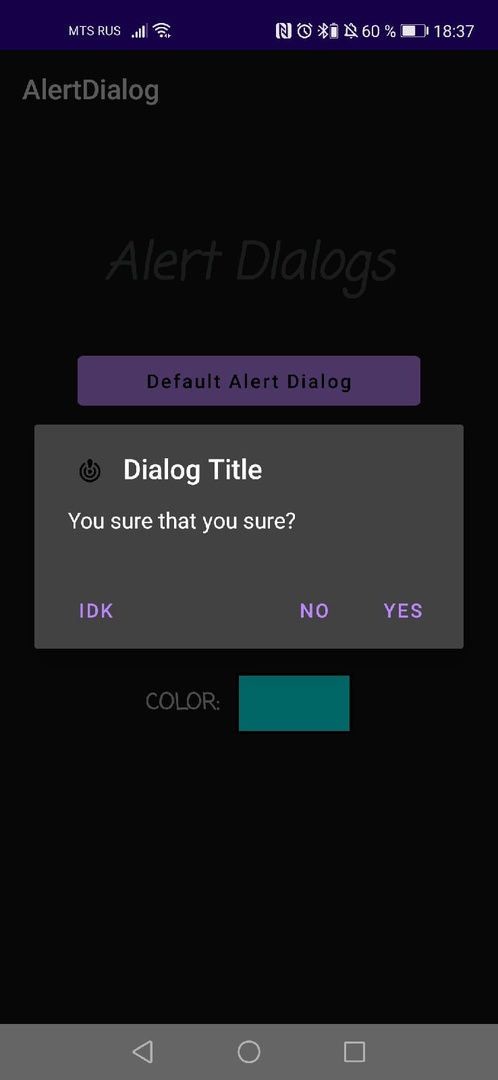 MTS RUS 60 % 18:37
AlertDialog
Alert DIalogs
Default Alert Dialog
Dialog Title
You sure that you sure?
IDK NO YES
COLOR: